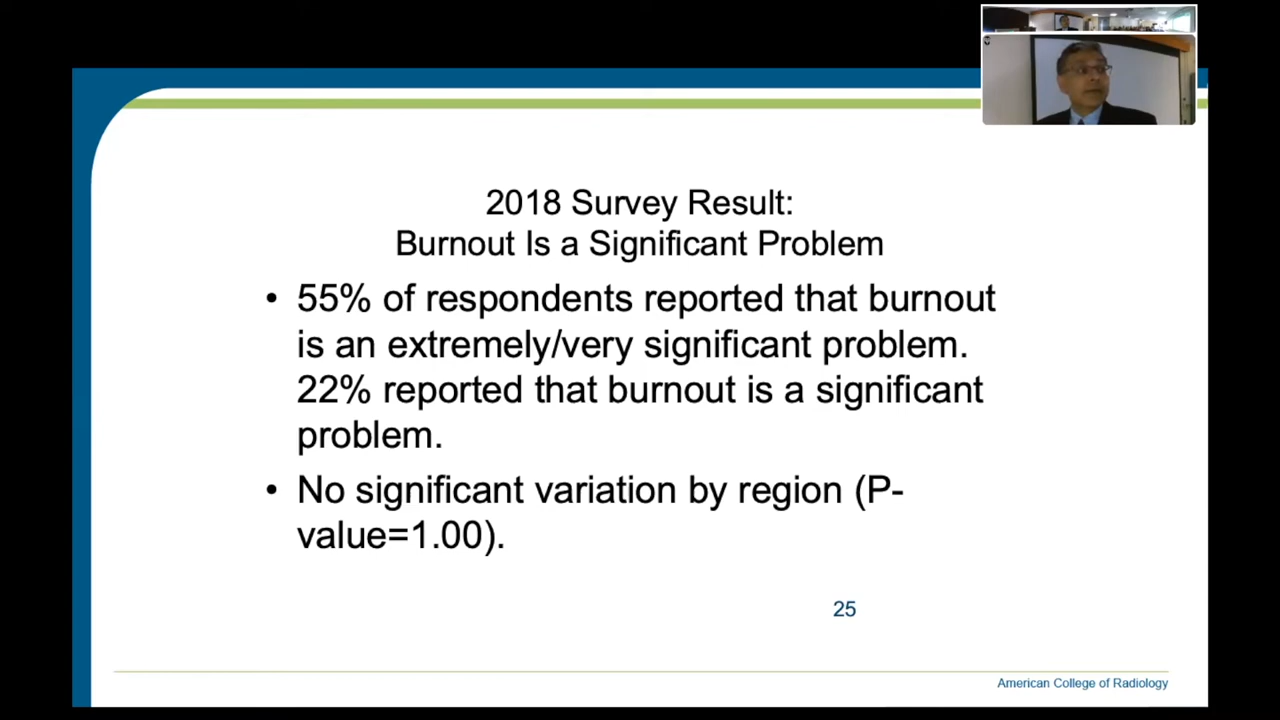 2018 Survey Result:
Burnout Is a Significant Problem
• 55% of respondents reported that burnout
is an extremely/very significant problem.
22% reported that burnout is a significant
problem.
• No significant variation by region (P-
value=1.00).
25
American College of Radiology